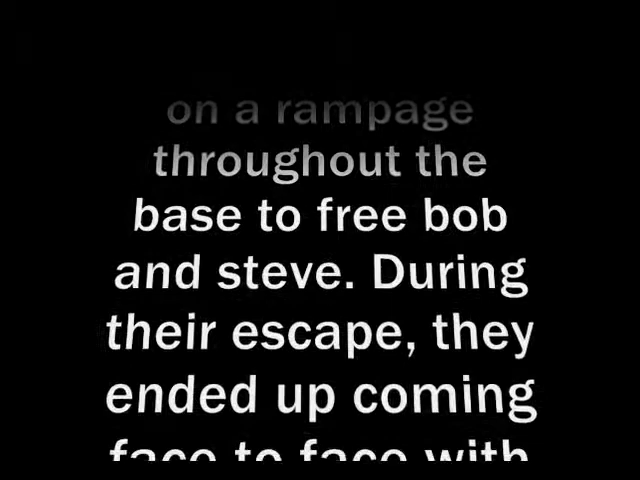 on a rampage
throughout the
base to free bob
and steve. During
their escape, they
ended up coming
face to face with